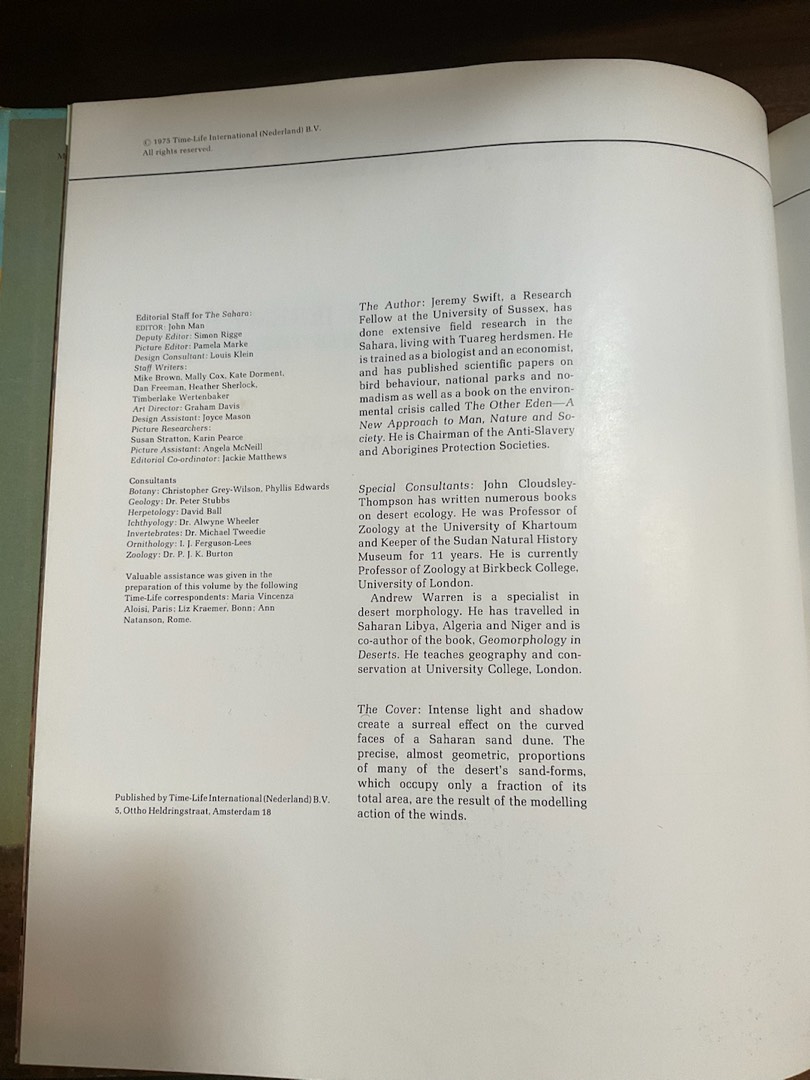 © 1975 Time-Life International (Nederland) B.V.
All rights reserved.
Editorial Staff for The Sahara:
EDITOR: John Man
Deputy Editor: Simon Rigge
Picture Editor: Pamela Marke
Design Consultant: Louis Klein
Staff Writers:
Mike Brown, Mally Cox, Kate Dorment,
Dan Freeman, Heather Sherlock,
Timberlake Wertenbaker
Art Director: Graham Davis
Design Assistant: Joyce Mason
Picture Researchers:
Susan Stratton, Karin Pearce
Picture Assistant: Angela McNeill
Editorial Co-ordinator: Jackie Matthews
Consultants
Botany: Christopher Grey-Wilson, Phyllis Edwards
Geology: Dr. Peter Stubbs
Herpetology: David Ball
Ichthyology: Dr. Alwyne Wheeler
Invertebrates: Dr. Michael Tweedie
Ornithology: I. J. Ferguson-Lees
Zoology: Dr. P. J. K. Burton
Valuable assistance was given in the
preparation of this volume by the following
Time-Life correspondents: Maria Vincenza
Aloisi, Paris; Liz Kraemer, Bonn; Ann
Natanson, Rome.
Published by Time-Life International (Nederland) B.V.
5, Ottho Heldringstraat, Amsterdam 18
The Author: Jeremy Swift, a Research
Fellow at the University of Sussex, has
done extensive field research in the
Sahara, living with Tuareg herdsmen. He
is trained as a biologist and an economist,
and has published scientific papers on
bird behaviour, national parks and no-
madism as well as a book on the environ-
mental crisis called The Other Eden—A
New Approach to Man, Nature and So-
ciety. He is Chairman of the Anti-Slavery
and Aborigines Protection Societies.
Special Consultants: John Cloudsley-
Thompson has written numerous books
on desert ecology. He was Professor of
Zoology at the University of Khartoum
and Keeper of the Sudan Natural History
Museum for 11 years. He is currently
Professor of Zoology at Birkbeck College,
University of London.
Andrew Warren is a specialist in
desert morphology. He has travelled in
Saharan Libya, Algeria and Niger and is
co-author of the book, Geomorphology in
Deserts. He teaches geography and con-
servation at University College, London.
The Cover: Intense light and shadow
create a surreal effect on the curved
faces of a Saharan sand dune. The
precise, almost geometric, proportions
of many of the desert's sand-forms,
which occupy only a fraction of its
total area, are the result of the modelling
action of the winds.